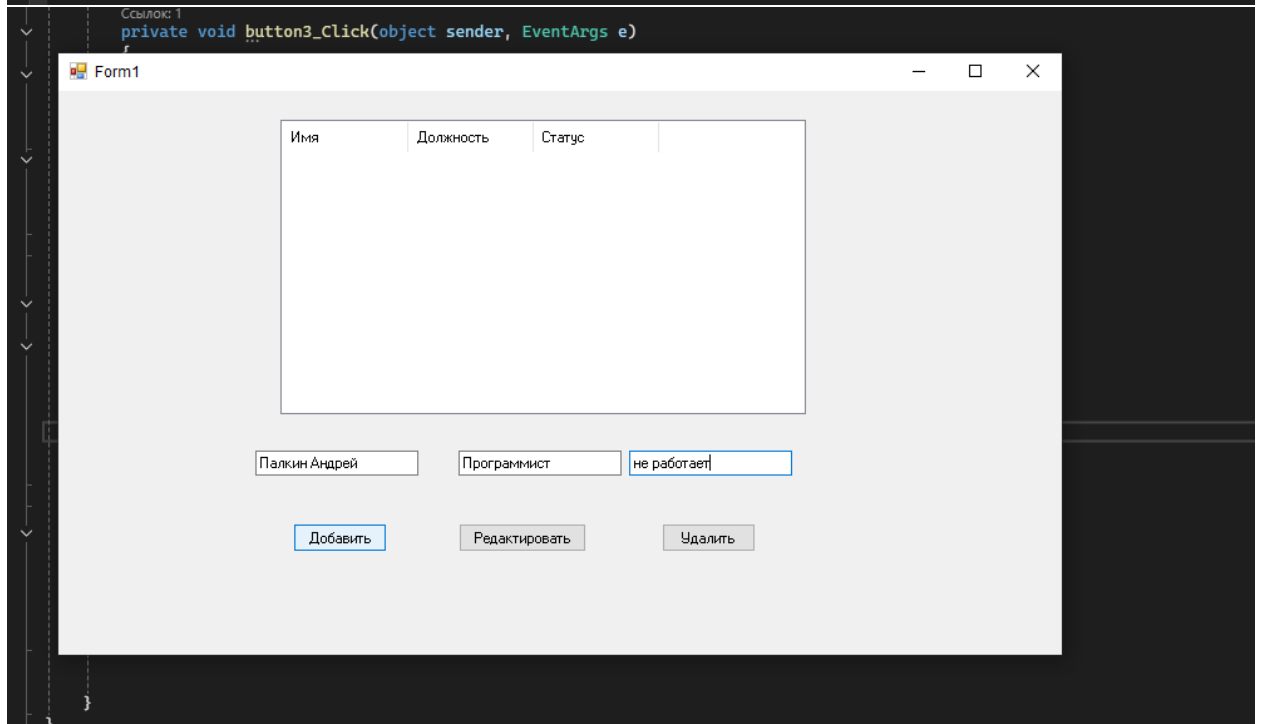 Ссылок: 1
private void button3_Click(object sender, EventArgs e)
{
Form1
Имя Должность Статус
Палкин Андрей Программист не работает
Добавить Редактировать Удалить
}
}